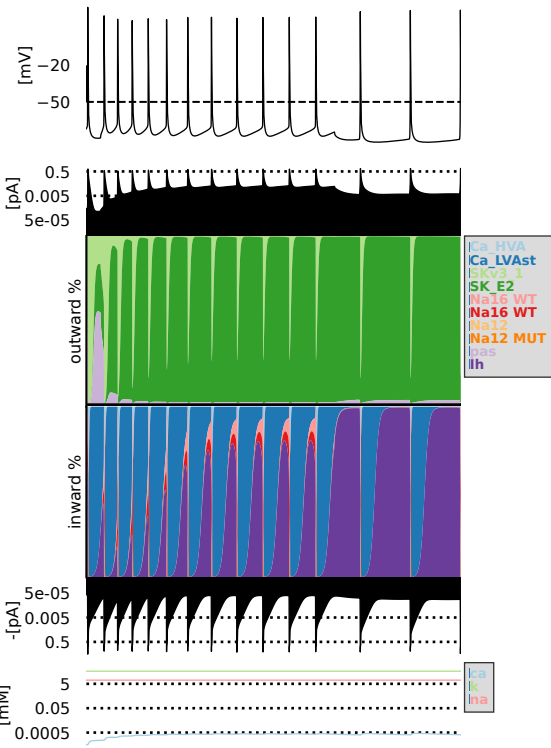 [mV]
−20
−50
[pA]
0.5
0.005
5e-05
outward %
Ca_HVA
Ca_LVAst
SKv3_1
SK_E2
Na16 WT
Na16 WT
Na12
Na12 MUT
pas
Ih
inward %
5e-05
-[pA]
0.005
0.5
[mM]
5
0.05
0.0005
ca
k
na